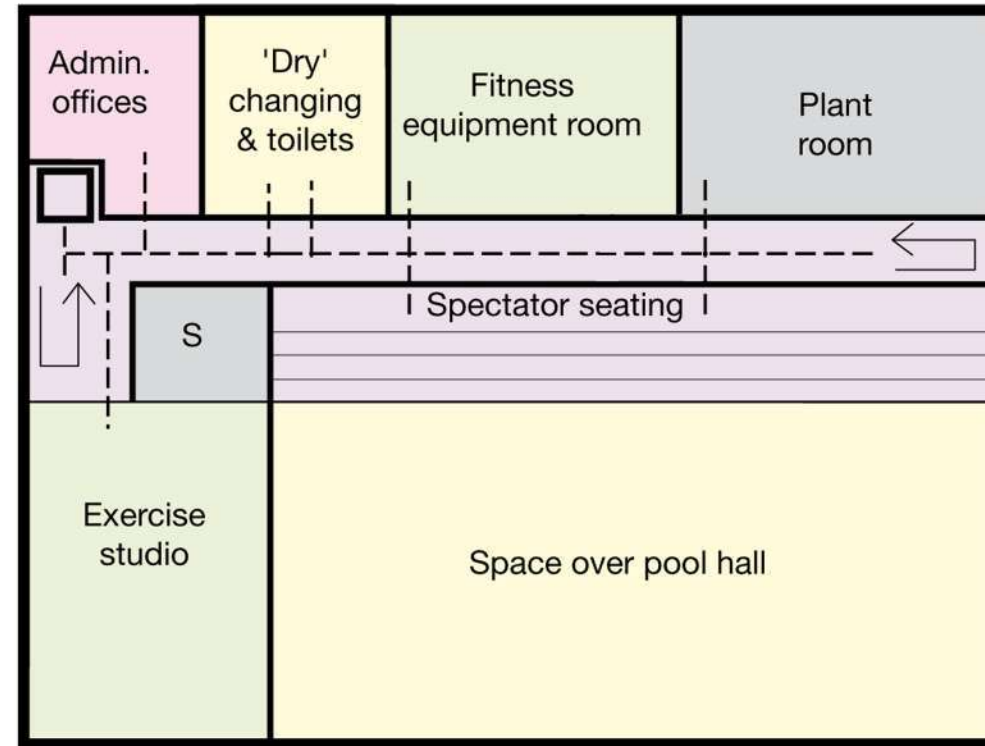 Admin.
offices
'Dry'
changing
& toilets
Fitness
equipment room
Plant
room
Spectator seating
S
Exercise
studio
Space over pool hall